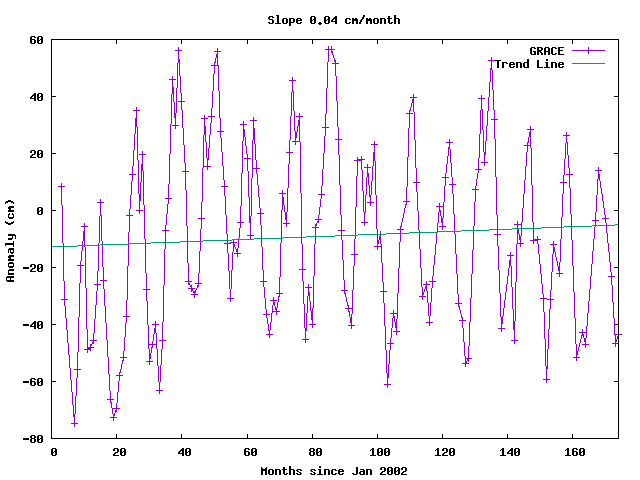 Slope 0.04 cm/month
GRACE
Trend Line
60
40
20
0
-20
-40
-60
-80
Anomaly (cm)
0 20 40 60 80 100 120 140 160
Months since Jan 2002